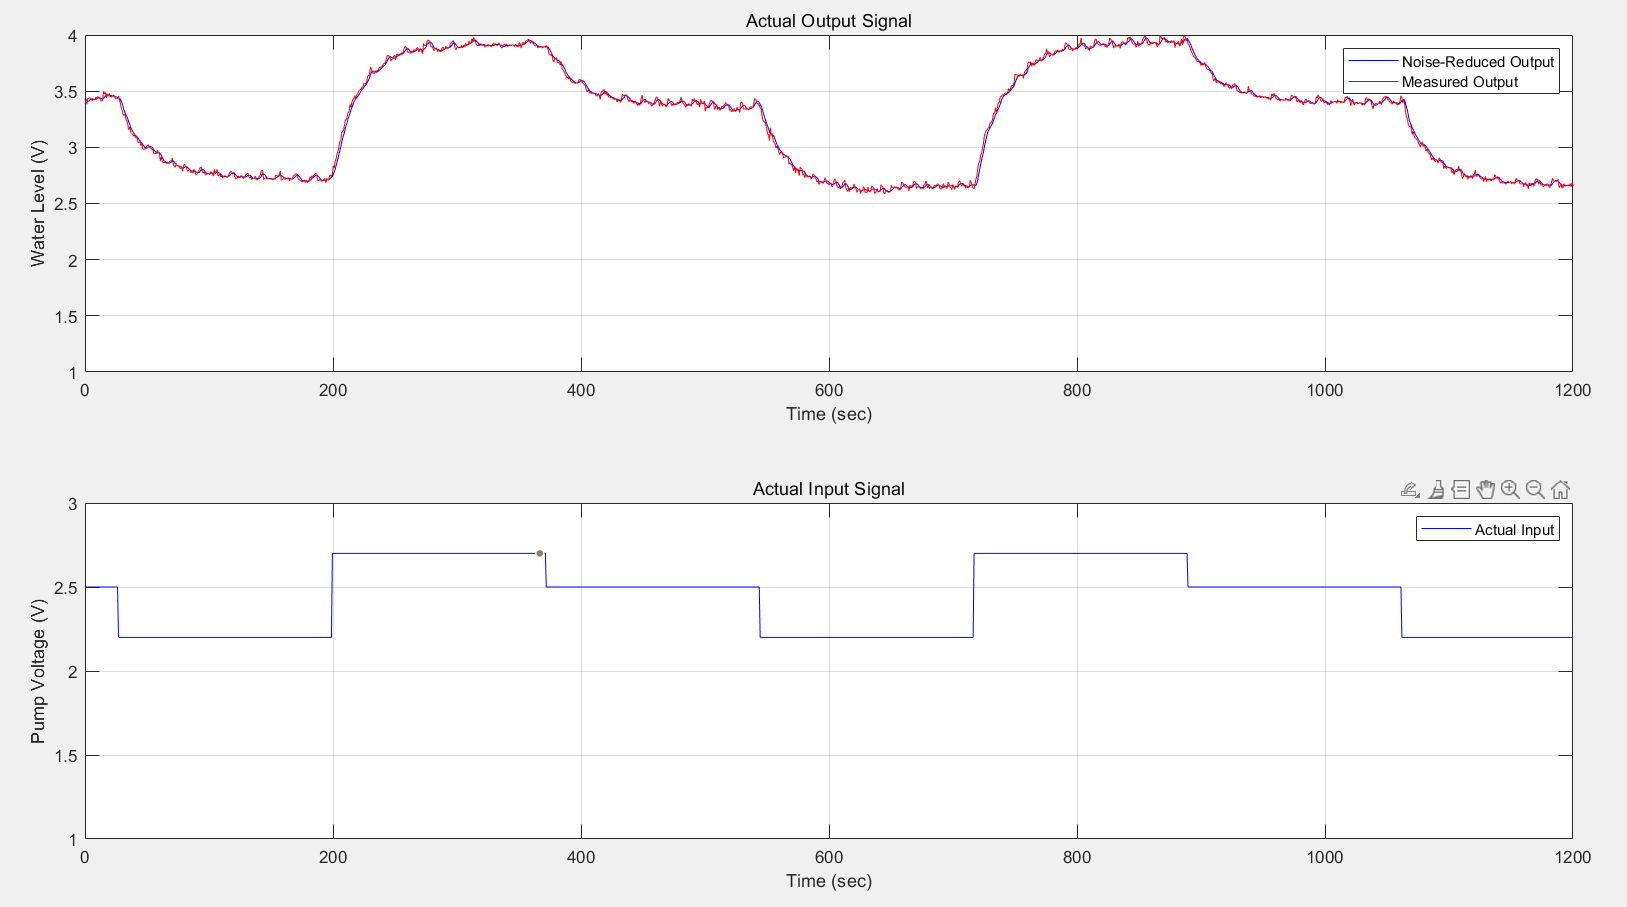 Actual Output Signal
4
3.5
3
2.5
2
1.5
1
Water Level (V)
Noise-Reduced Output
Measured Output
0 200 400 600 800 1000 1200
Time (sec)
Actual Input Signal
3
2.5
2
1.5
1
Pump Voltage (V)
Actual Input
0 200 400 600 800 1000 1200
Time (sec)